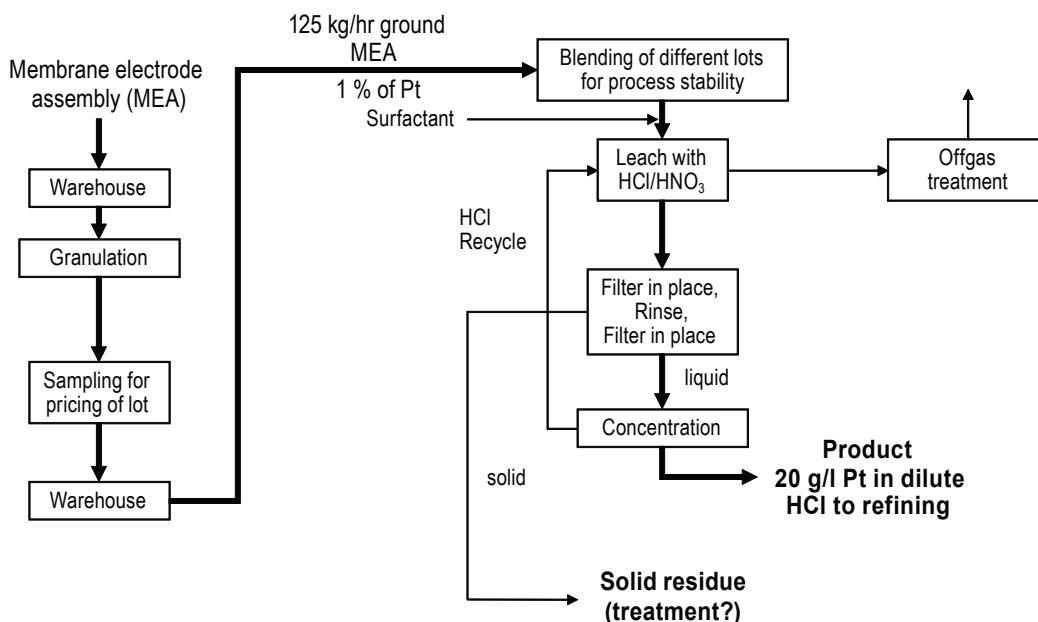 Membrane electrode
assembly (MEA)
Warehouse
Granulation
Sampling for
pricing of lot
Warehouse
125 kg/hr ground
MEA
1 % of Pt
Surfactant
Blending of different lots
for process stability
Leach with
HCl/HNO₃
Offgas
treatment
HCl
Recycle
Filter in place,
Rinse,
Filter in place
liquid
Concentration
solid
Product
20 g/l Pt in dilute
HCl to refining
Solid residue
(treatment?)